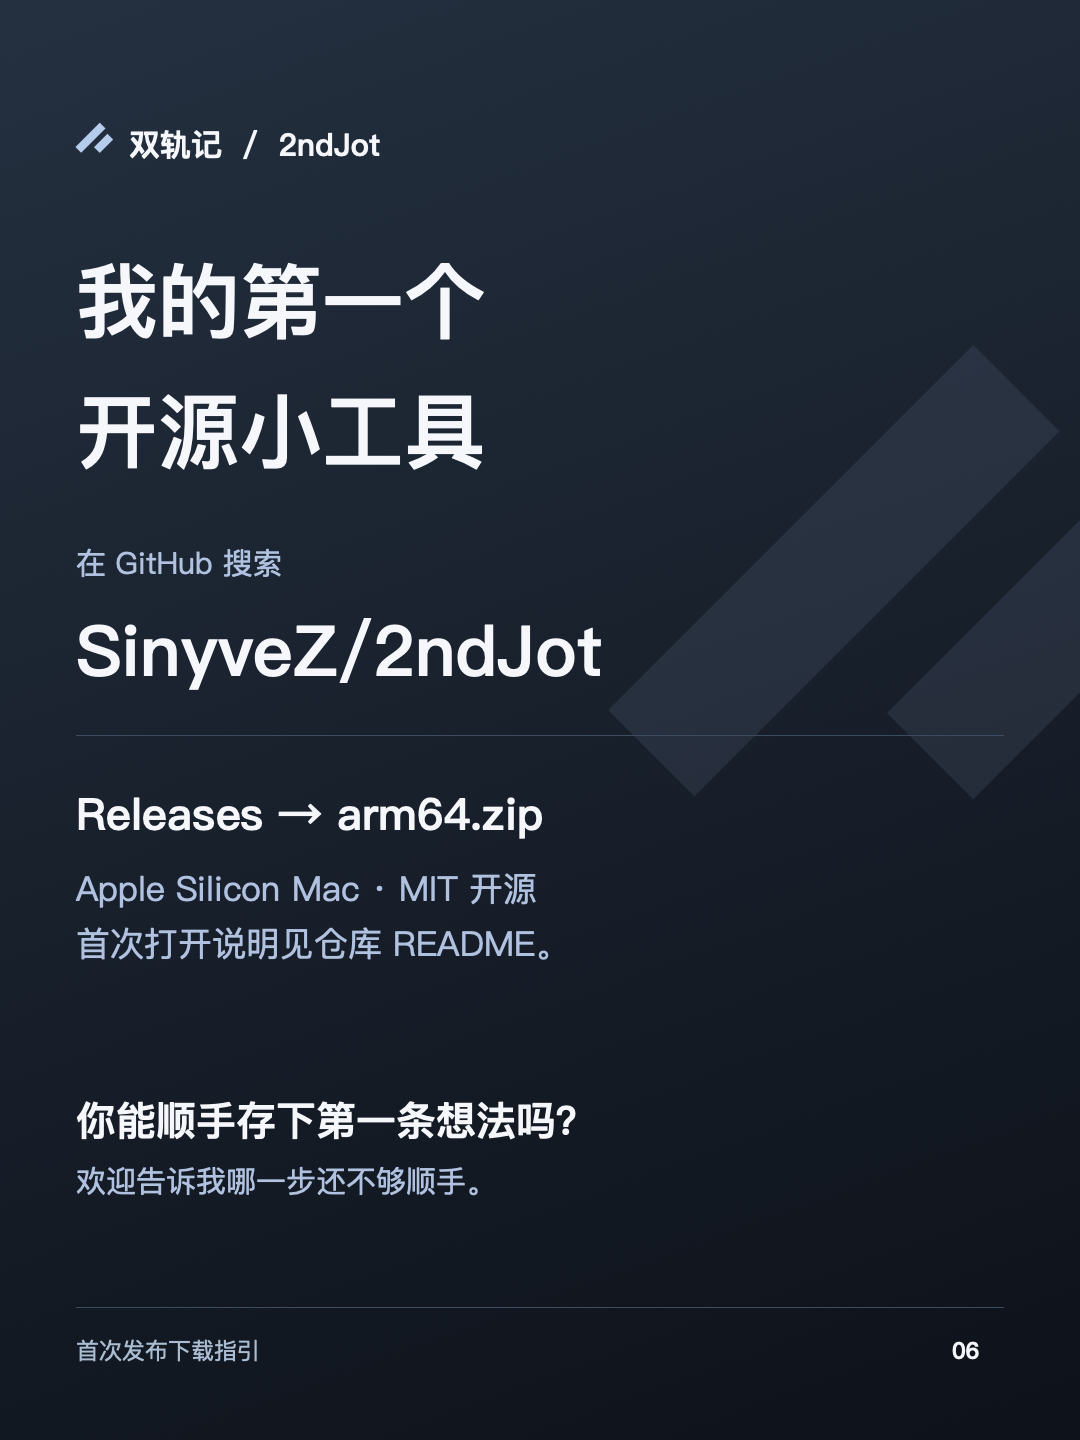 双轨记 / 2ndJot
我的第一个
开源小工具
在 GitHub 搜索
SinyveZ/2ndJot
Releases → arm64.zip
Apple Silicon Mac · MIT 开源
首次打开说明见仓库 README。
你能顺手存下第一条想法吗?
欢迎告诉我哪一步还不够顺手。
首次发布下载指引
06